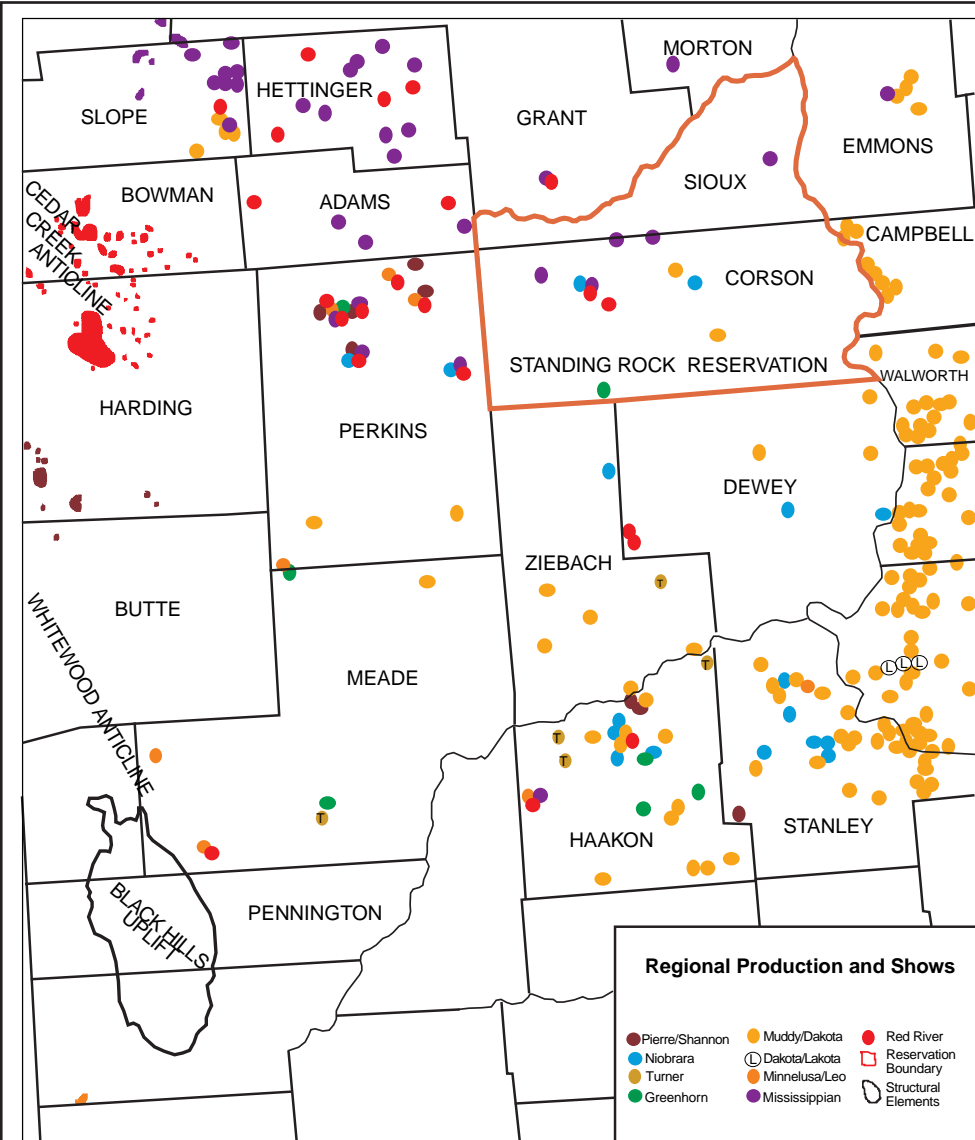 MORTON
HETTINGER
SLOPE
GRANT
EMMONS
SIOUX
BOWMAN
ADAMS
CEDAR
CREEK
ANTICLINE
CAMPBELL
CORSON
STANDING ROCK RESERVATION
WALWORTH
HARDING
PERKINS
DEWEY
ZIEBACH
T
BUTTE
WHITEWOOD ANTICLINE
MEADE
T
L L L
T
T
T
STANLEY
HAAKON
BLACK HILLS
UPLIFT
PENNINGTON
Regional Production and Shows
Pierre/Shannon
Niobrara
Turner
Greenhorn
Muddy/Dakota
L Dakota/Lakota
Minnelusa/Leo
Mississippian
Red River
Reservation
Boundary
Structural
Elements